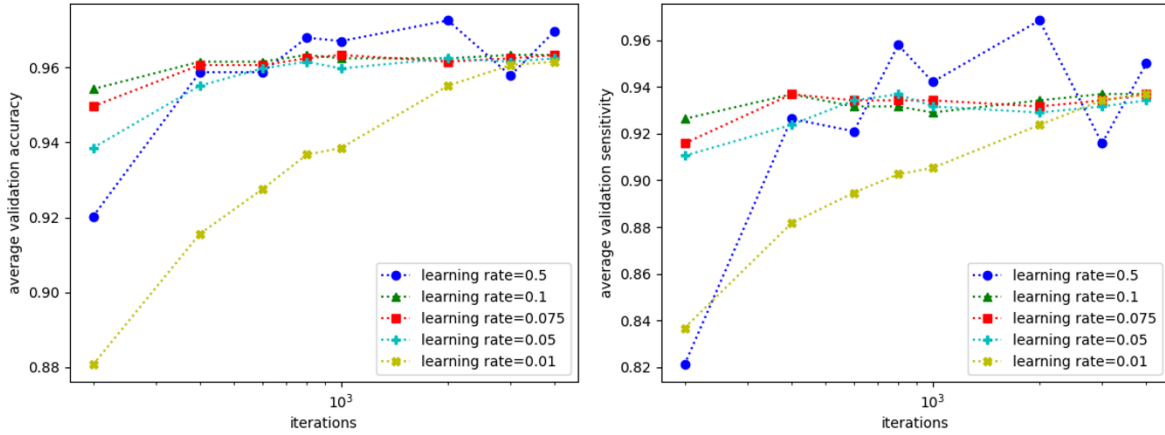 average validation accuracy
0.96
0.94
0.92
0.90
0.88
learning rate=0.5
learning rate=0.1
learning rate=0.075
learning rate=0.05
learning rate=0.01
10³
iterations
average validation sensitivity
0.96
0.94
0.92
0.90
0.88
0.86
0.84
0.82
learning rate=0.5
learning rate=0.1
learning rate=0.075
learning rate=0.05
learning rate=0.01
10³
iterations